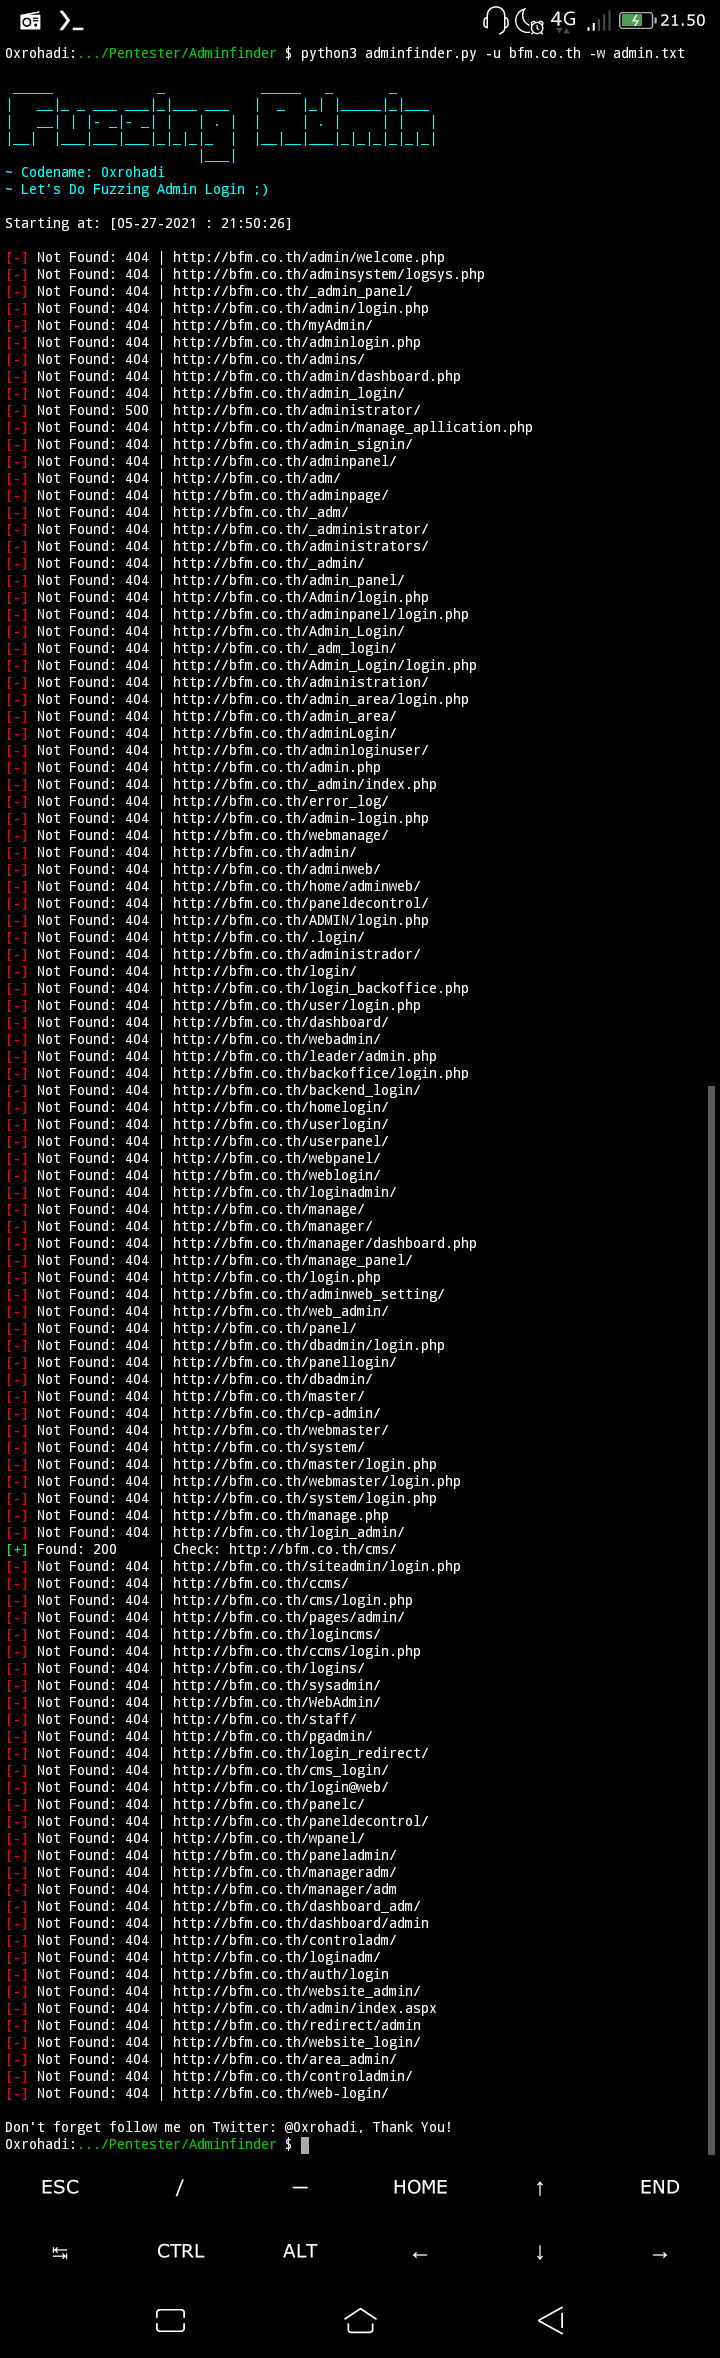 4G 21.50
Oxrohadi:.../Pentester/Adminfinder $ python3 adminfinder.py -u bfm.co.th -w admin.txt
Fuzzing Admin
~ Codename: Oxrohadi
~ Let's Do Fuzzing Admin Login ;)
Starting at: [05-27-2021 : 21:50:26]
[-] Not Found: 404 | http://bfm.co.th/admin/welcome.php
[-] Not Found: 404 | http://bfm.co.th/adminsystem/logsys.php
[-] Not Found: 404 | http://bfm.co.th/_admin_panel/
[-] Not Found: 404 | http://bfm.co.th/admin/login.php
[-] Not Found: 404 | http://bfm.co.th/myAdmin/
[-] Not Found: 404 | http://bfm.co.th/adminlogin.php
[-] Not Found: 404 | http://bfm.co.th/admins/
[-] Not Found: 404 | http://bfm.co.th/admin/dashboard.php
[-] Not Found: 404 | http://bfm.co.th/admin_login/
[-] Not Found: 500 | http://bfm.co.th/administrator/
[-] Not Found: 404 | http://bfm.co.th/admin/manage_apllication.php
[-] Not Found: 404 | http://bfm.co.th/admin_signin/
[-] Not Found: 404 | http://bfm.co.th/adminpanel/
[-] Not Found: 404 | http://bfm.co.th/adm/
[-] Not Found: 404 | http://bfm.co.th/adminpage/
[-] Not Found: 404 | http://bfm.co.th/_adm/
[-] Not Found: 404 | http://bfm.co.th/_administrator/
[-] Not Found: 404 | http://bfm.co.th/administrators/
[-] Not Found: 404 | http://bfm.co.th/_admin/
[-] Not Found: 404 | http://bfm.co.th/admin_panel/
[-] Not Found: 404 | http://bfm.co.th/Admin/login.php
[-] Not Found: 404 | http://bfm.co.th/adminpanel/login.php
[-] Not Found: 404 | http://bfm.co.th/Admin_Login/
[-] Not Found: 404 | http://bfm.co.th/_adm_login/
[-] Not Found: 404 | http://bfm.co.th/Admin_Login/login.php
[-] Not Found: 404 | http://bfm.co.th/administration/
[-] Not Found: 404 | http://bfm.co.th/admin_area/login.php
[-] Not Found: 404 | http://bfm.co.th/admin_area/
[-] Not Found: 404 | http://bfm.co.th/adminLogin/
[-] Not Found: 404 | http://bfm.co.th/adminloginuser/
[-] Not Found: 404 | http://bfm.co.th/admin.php
[-] Not Found: 404 | http://bfm.co.th/_admin/index.php
[-] Not Found: 404 | http://bfm.co.th/error_log/
[-] Not Found: 404 | http://bfm.co.th/admin-login.php
[-] Not Found: 404 | http://bfm.co.th/webmanage/
[-] Not Found: 404 | http://bfm.co.th/admin/
[-] Not Found: 404 | http://bfm.co.th/adminweb/
[-] Not Found: 404 | http://bfm.co.th/home/adminweb/
[-] Not Found: 404 | http://bfm.co.th/paneldecontrol/
[-] Not Found: 404 | http://bfm.co.th/ADMIN/login.php
[-] Not Found: 404 | http://bfm.co.th/.login/
[-] Not Found: 404 | http://bfm.co.th/administrador/
[-] Not Found: 404 | http://bfm.co.th/login/
[-] Not Found: 404 | http://bfm.co.th/login_backoffice.php
[-] Not Found: 404 | http://bfm.co.th/user/login.php
[-] Not Found: 404 | http://bfm.co.th/dashboard/
[-] Not Found: 404 | http://bfm.co.th/webadmin/
[-] Not Found: 404 | http://bfm.co.th/leader/admin.php
[-] Not Found: 404 | http://bfm.co.th/backoffice/login.php
[-] Not Found: 404 | http://bfm.co.th/backend_login/
[-] Not Found: 404 | http://bfm.co.th/homelogin/
[-] Not Found: 404 | http://bfm.co.th/userlogin/
[-] Not Found: 404 | http://bfm.co.th/userpanel/
[-] Not Found: 404 | http://bfm.co.th/webpanel/
[-] Not Found: 404 | http://bfm.co.th/weblogin/
[-] Not Found: 404 | http://bfm.co.th/loginadmin/
[-] Not Found: 404 | http://bfm.co.th/manage/
[-] Not Found: 404 | http://bfm.co.th/manager/
[-] Not Found: 404 | http://bfm.co.th/manager/dashboard.php
[-] Not Found: 404 | http://bfm.co.th/manage_panel/
[-] Not Found: 404 | http://bfm.co.th/login.php
[-] Not Found: 404 | http://bfm.co.th/adminweb_setting/
[-] Not Found: 404 | http://bfm.co.th/web_admin/
[-] Not Found: 404 | http://bfm.co.th/panel/
[-] Not Found: 404 | http://bfm.co.th/dbadmin/login.php
[-] Not Found: 404 | http://bfm.co.th/panellogin/
[-] Not Found: 404 | http://bfm.co.th/dbadmin/
[-] Not Found: 404 | http://bfm.co.th/master/
[-] Not Found: 404 | http://bfm.co.th/cp-admin/
[-] Not Found: 404 | http://bfm.co.th/webmaster/
[-] Not Found: 404 | http://bfm.co.th/system/
[-] Not Found: 404 | http://bfm.co.th/master/login.php
[-] Not Found: 404 | http://bfm.co.th/webmaster/login.php
[-] Not Found: 404 | http://bfm.co.th/system/login.php
[-] Not Found: 404 | http://bfm.co.th/manage.php
[-] Not Found: 404 | http://bfm.co.th/login_admin/
[+] Found: 200     | Check: http://bfm.co.th/cms/
[-] Not Found: 404 | http://bfm.co.th/siteadmin/login.php
[-] Not Found: 404 | http://bfm.co.th/ccms/
[-] Not Found: 404 | http://bfm.co.th/cms/login.php
[-] Not Found: 404 | http://bfm.co.th/pages/admin/
[-] Not Found: 404 | http://bfm.co.th/logincms/
[-] Not Found: 404 | http://bfm.co.th/ccms/login.php
[-] Not Found: 404 | http://bfm.co.th/logins/
[-] Not Found: 404 | http://bfm.co.th/sysadmin/
[-] Not Found: 404 | http://bfm.co.th/WebAdmin/
[-] Not Found: 404 | http://bfm.co.th/staff/
[-] Not Found: 404 | http://bfm.co.th/pgadmin/
[-] Not Found: 404 | http://bfm.co.th/login_redirect/
[-] Not Found: 404 | http://bfm.co.th/cms_login/
[-] Not Found: 404 | http://bfm.co.th/login@web/
[-] Not Found: 404 | http://bfm.co.th/panelc/
[-] Not Found: 404 | http://bfm.co.th/paneldecontrol/
[-] Not Found: 404 | http://bfm.co.th/wpanel/
[-] Not Found: 404 | http://bfm.co.th/paneladmin/
[-] Not Found: 404 | http://bfm.co.th/manageradm/
[-] Not Found: 404 | http://bfm.co.th/manager/adm
[-] Not Found: 404 | http://bfm.co.th/dashboard_adm/
[-] Not Found: 404 | http://bfm.co.th/dashboard/admin
[-] Not Found: 404 | http://bfm.co.th/controladm/
[-] Not Found: 404 | http://bfm.co.th/loginadm/
[-] Not Found: 404 | http://bfm.co.th/auth/login
[-] Not Found: 404 | http://bfm.co.th/website_admin/
[-] Not Found: 404 | http://bfm.co.th/admin/index.aspx
[-] Not Found: 404 | http://bfm.co.th/redirect/admin
[-] Not Found: 404 | http://bfm.co.th/website_login/
[-] Not Found: 404 | http://bfm.co.th/area_admin/
[-] Not Found: 404 | http://bfm.co.th/controladmin/
[-] Not Found: 404 | http://bfm.co.th/web-login/
Don't forget follow me on Twitter: @Oxrohadi, Thank You!
Oxrohadi:.../Pentester/Adminfinder $
ESC / — HOME ↑ END
↹ CTRL ALT ← ↓ →